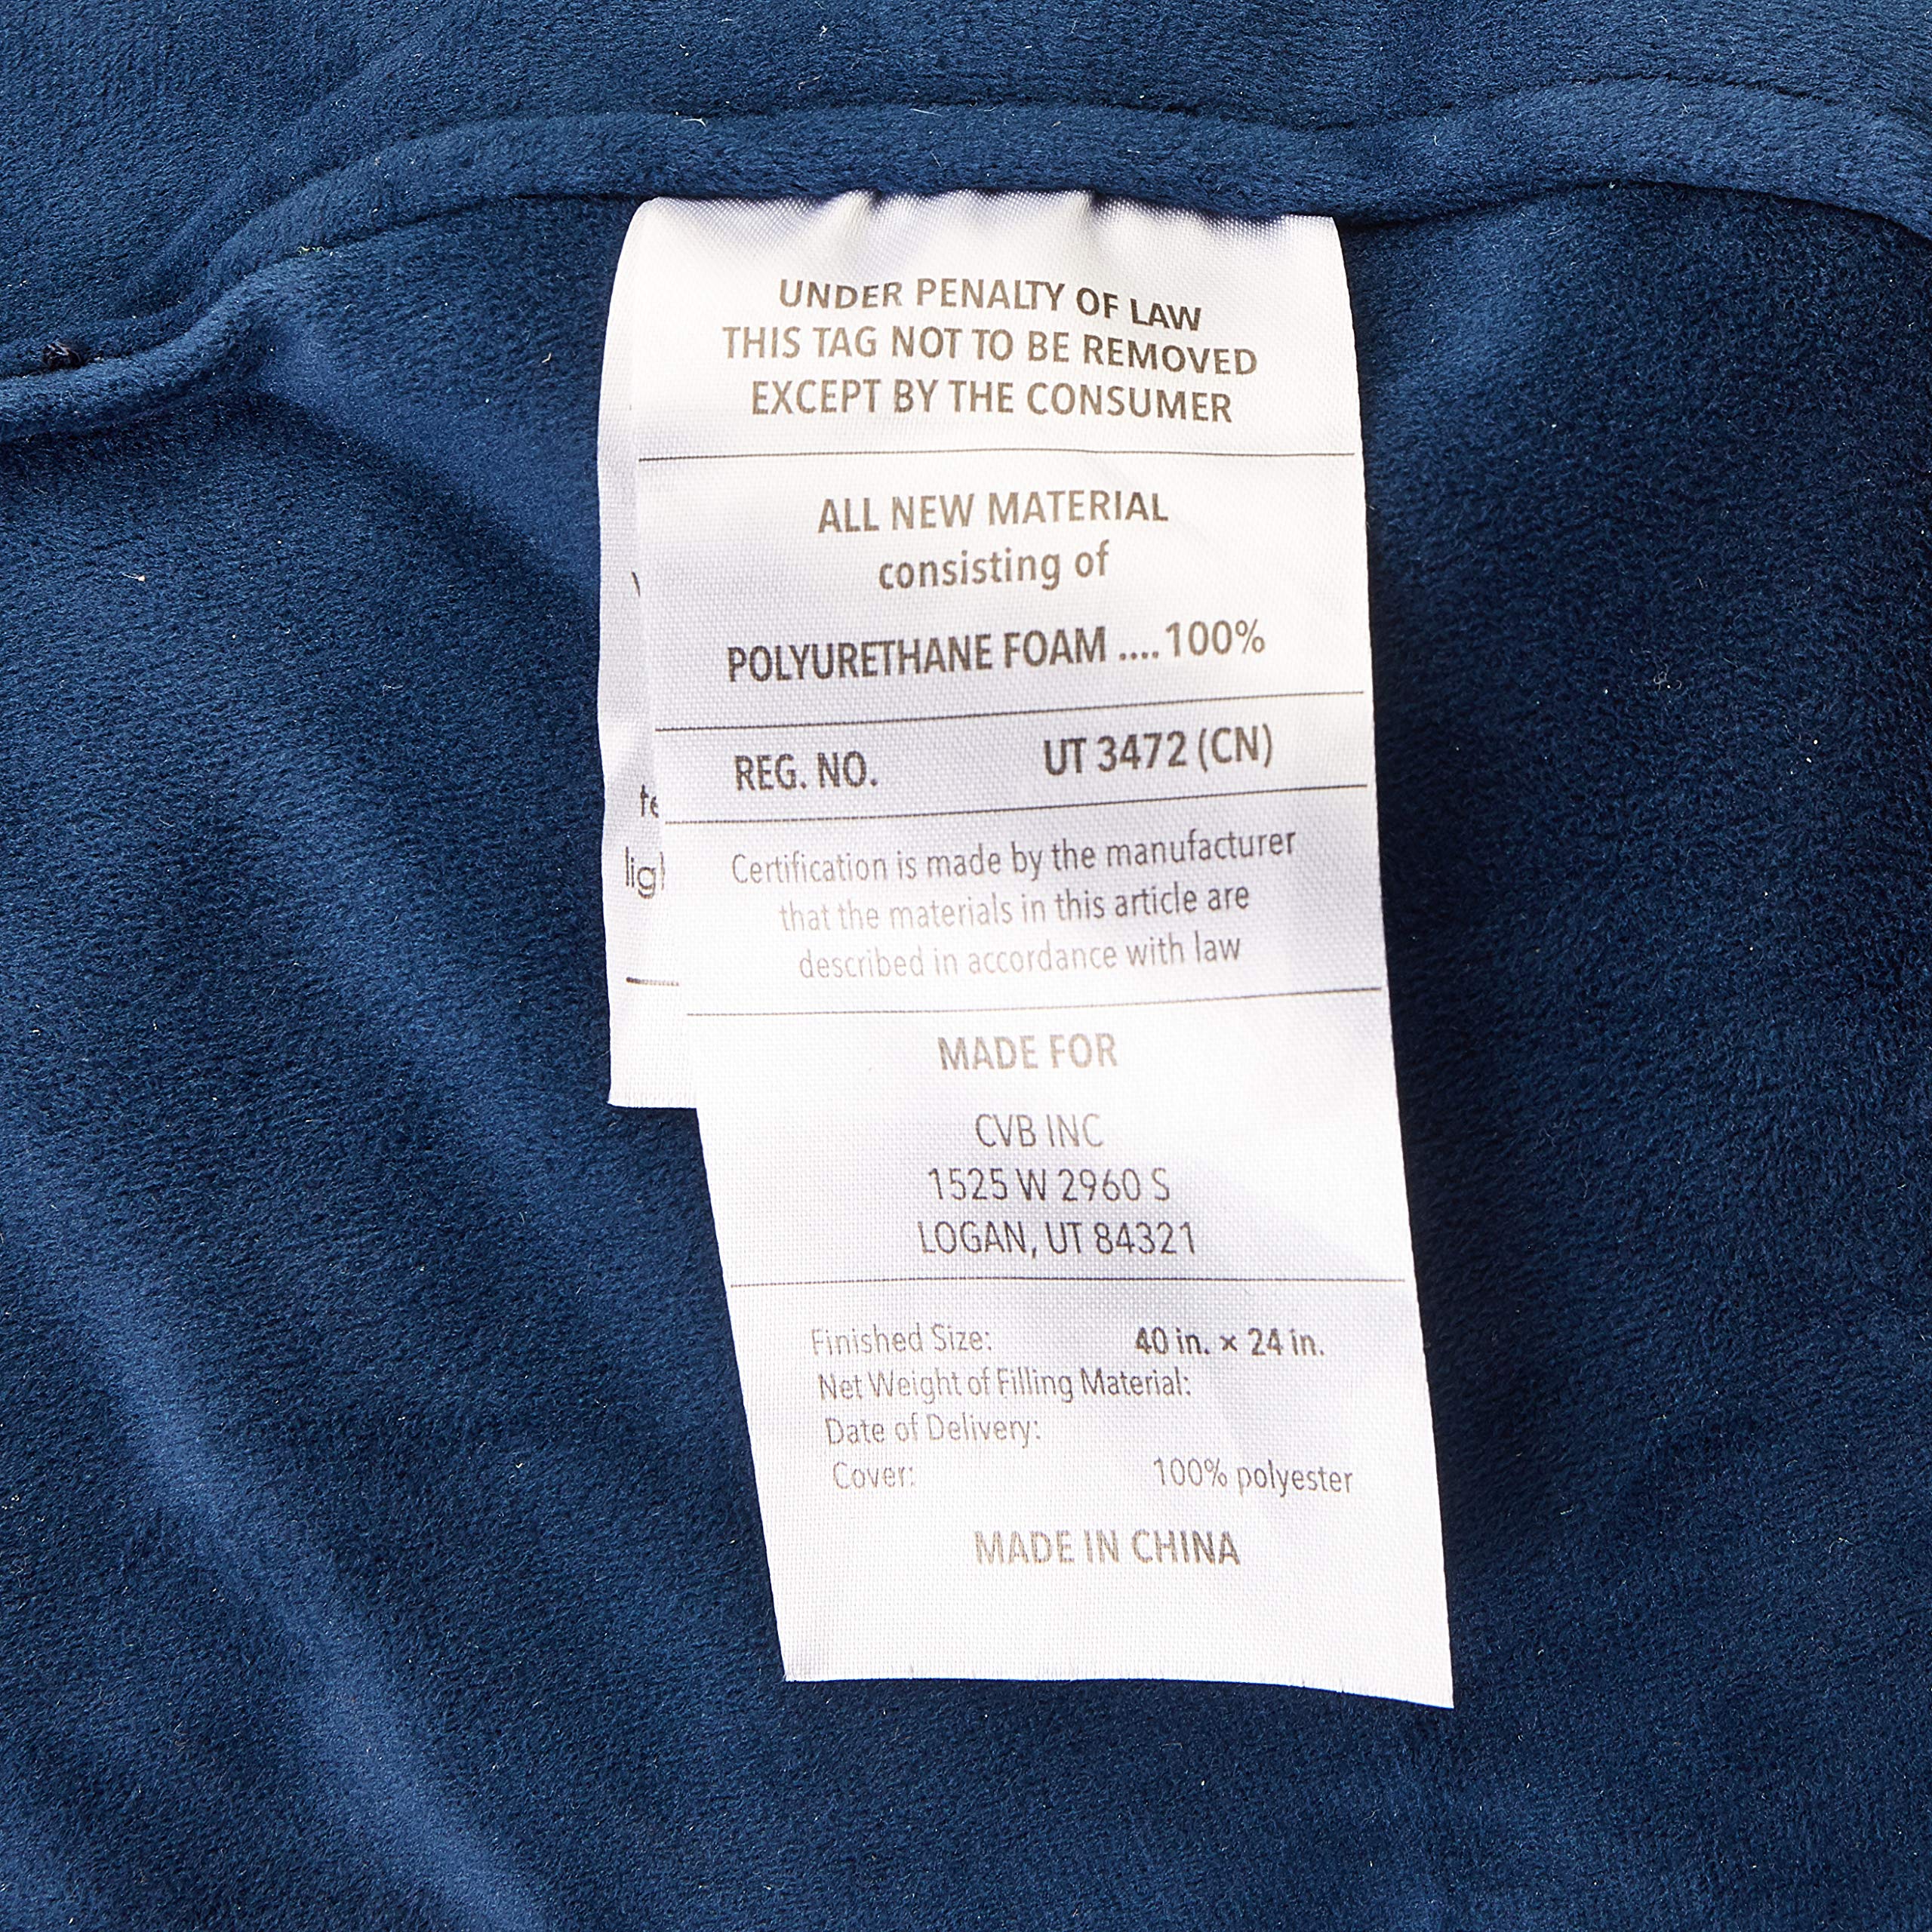 UNDER PENALTY OF LAW
THIS TAG NOT TO BE REMOVED
EXCEPT BY THE CONSUMER
ALL NEW MATERIAL
consisting of
POLYURETHANE FOAM .... 100%
REG. NO. UT 3472 (CN)
Certification is made by the manufacturer
that the materials in this article are
described in accordance with law
MADE FOR
CVB INC
1525 W 2960 S
LOGAN, UT 84321
Finished Size: 40 in. × 24 in.
Net Weight of Filling Material:
Date of Delivery:
Cover: 100% polyester
MADE IN CHINA